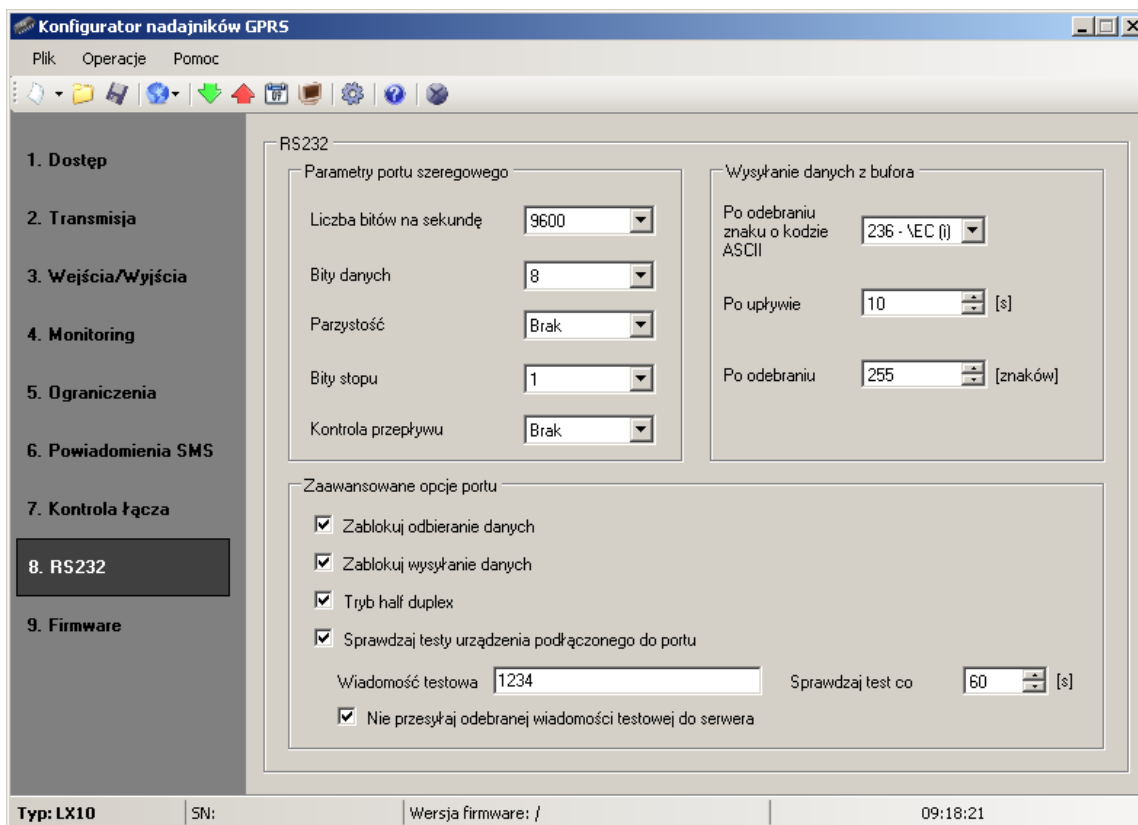 Konfigurator nadajników GPRS
Plik Operacje Pomoc
1. Dostęp
2. Transmisja
3. Wejścia/Wyjścia
4. Monitoring
5. Ograniczenia
6. Powiadomienia SMS
7. Kontrola łącza
8. RS232
9. Firmware
RS232
Parametry portu szeregowego
Liczba bitów na sekundę 9600
Bity danych 8
Parzystość Brak
Bity stopu 1
Kontrola przepływu Brak
Wysyłanie danych z bufora
Po odebraniu
znaku o kodzie
ASCII
236 - \EC (ì)
Po upływie 10 [s]
Po odebraniu 255 [znaków]
Zaawansowane opcje portu
Zablokuj odbieranie danych
Zablokuj wysyłanie danych
Tryb half duplex
Sprawdzaj testy urządzenia podłączonego do portu
Wiadomość testowa 1234 Sprawdzaj test co 60 [s]
Nie przesyłaj odebranej wiadomości testowej do serwera
Typ: LX10 SN: Wersja firmware: / 09:18:21